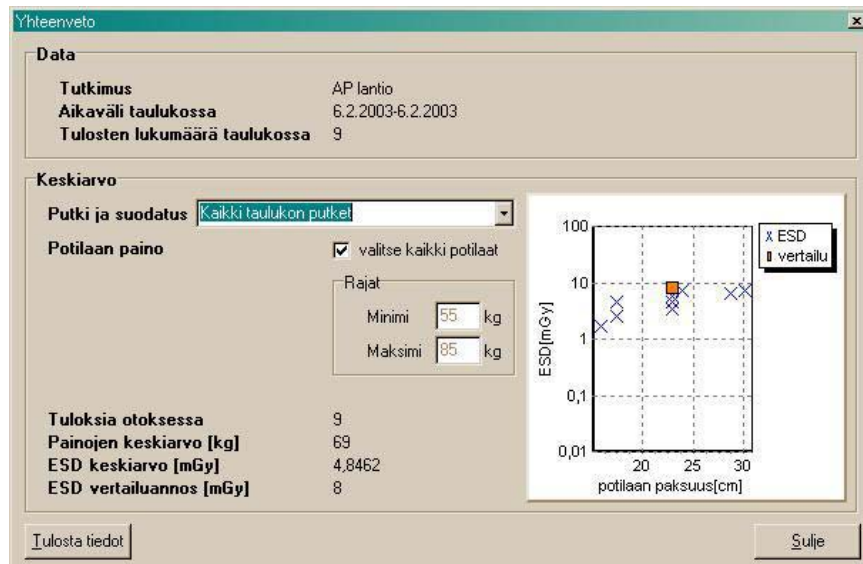 Yhteenveto
Data
Tutkimus AP lantio
Aikaväli taulukossa 6.2.2003-6.2.2003
Tulosten lukumäärä taulukossa 9
Keskiarvo
Putki ja suodatus Kaikki taulukon putket
Potilaan paino valitse kaikki potilaat
Rajat
Minimi 55 kg
Maksimi 85 kg
Tuloksia otoksessa 9
Painojen keskiarvo [kg] 69
ESD keskiarvo [mGy] 4,8462
ESD vertailuannos [mGy] 8
ESD[mGy]
100
10
1
0,1
0,01
20 25 30
potilaan paksuus[cm]
ESD
vertailu
Tulosta tiedot Sulje